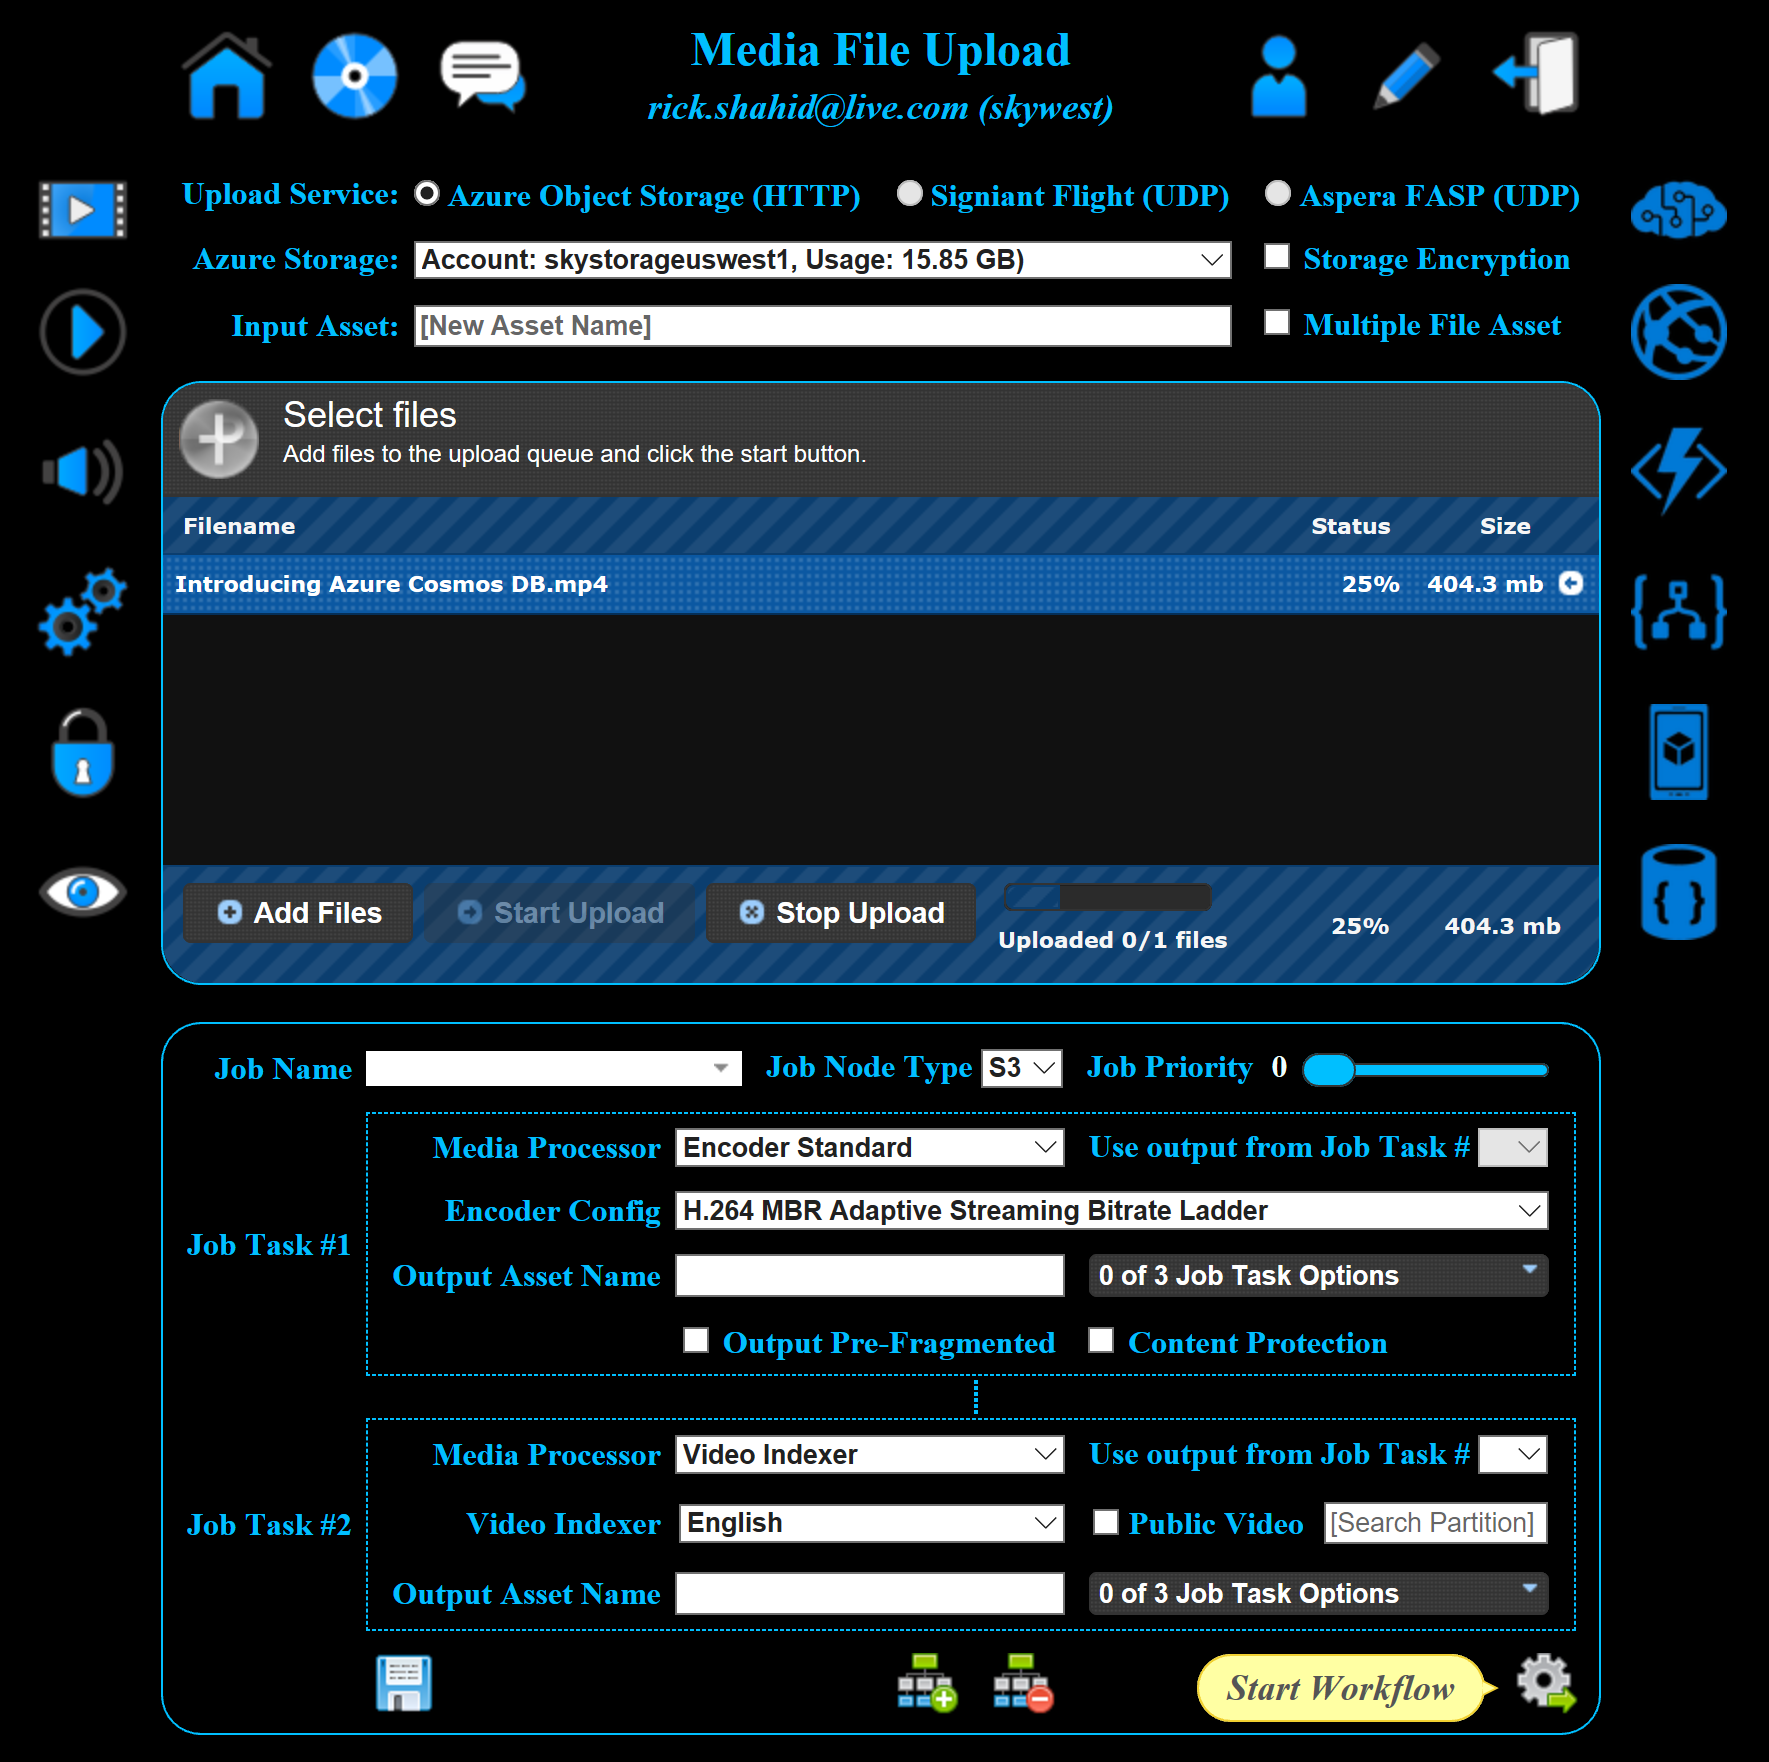 Media File Upload
rick.shahid@live.com (skywest)
Upload Service: Azure Object Storage (HTTP) Signiant Flight (UDP) Aspera FASP (UDP)
Azure Storage: Account: skystorageuswest1, Usage: 15.85 GB) Storage Encryption
Input Asset: [New Asset Name] Multiple File Asset
Select files
Add files to the upload queue and click the start button.
Filename Status Size
Introducing Azure Cosmos DB.mp4 25% 404.3 mb
Add Files Start Upload Stop Upload
Uploaded 0/1 files 25% 404.3 mb
Job Name Job Node Type S3 Job Priority 0
Media Processor Encoder Standard Use output from Job Task #
Encoder Config H.264 MBR Adaptive Streaming Bitrate Ladder
Job Task #1
Output Asset Name 0 of 3 Job Task Options
Output Pre-Fragmented Content Protection
Media Processor Video Indexer Use output from Job Task #
Job Task #2 Video Indexer English Public Video [Search Partition]
Output Asset Name 0 of 3 Job Task Options
Start Workflow